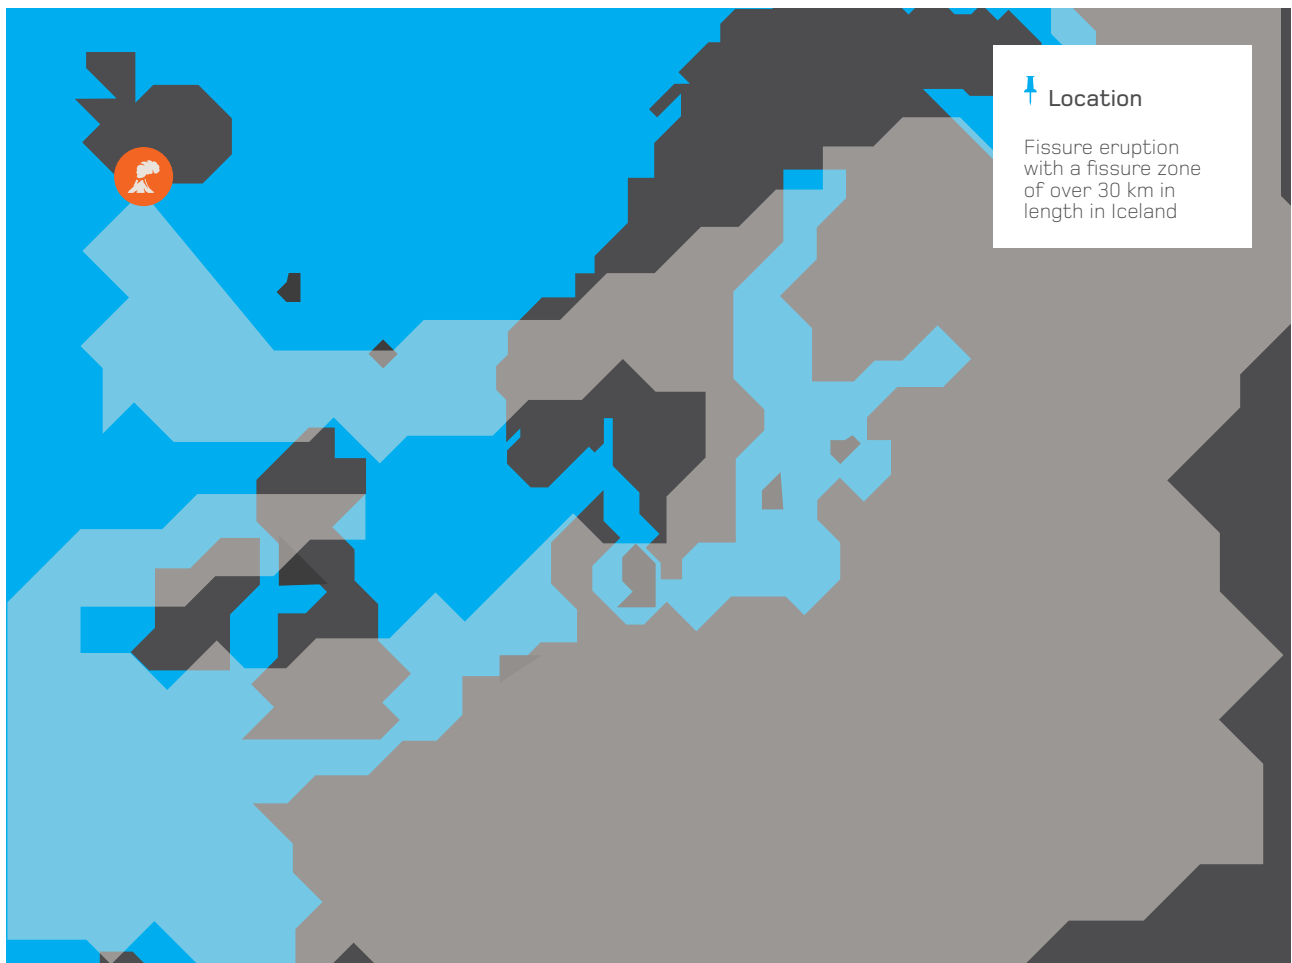 Location
Fissure eruption
with a fissure zone
of over 30 km in
length in Iceland